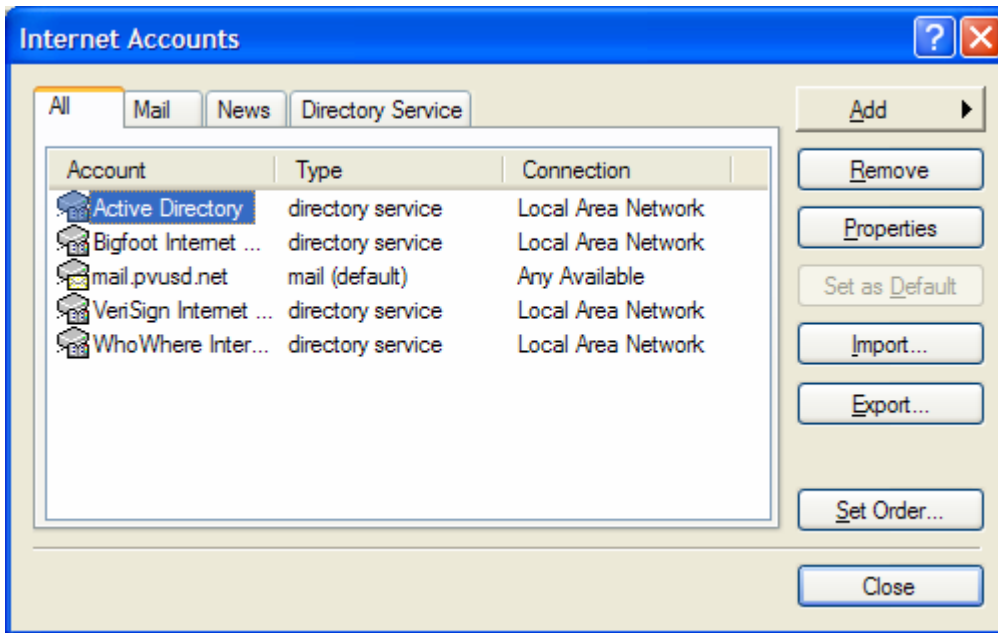 Internet Accounts
All Mail News Directory Service
Add
Account Type Connection
Remove
Active Directory directory service Local Area Network
Properties
Bigfoot Internet ... directory service Local Area Network
mail.pvusd.net mail (default) Any Available
Set as Default
VeriSign Internet ... directory service Local Area Network
WhoWhere Inter... directory service Local Area Network
Import...
Export...
Set Order...
Close